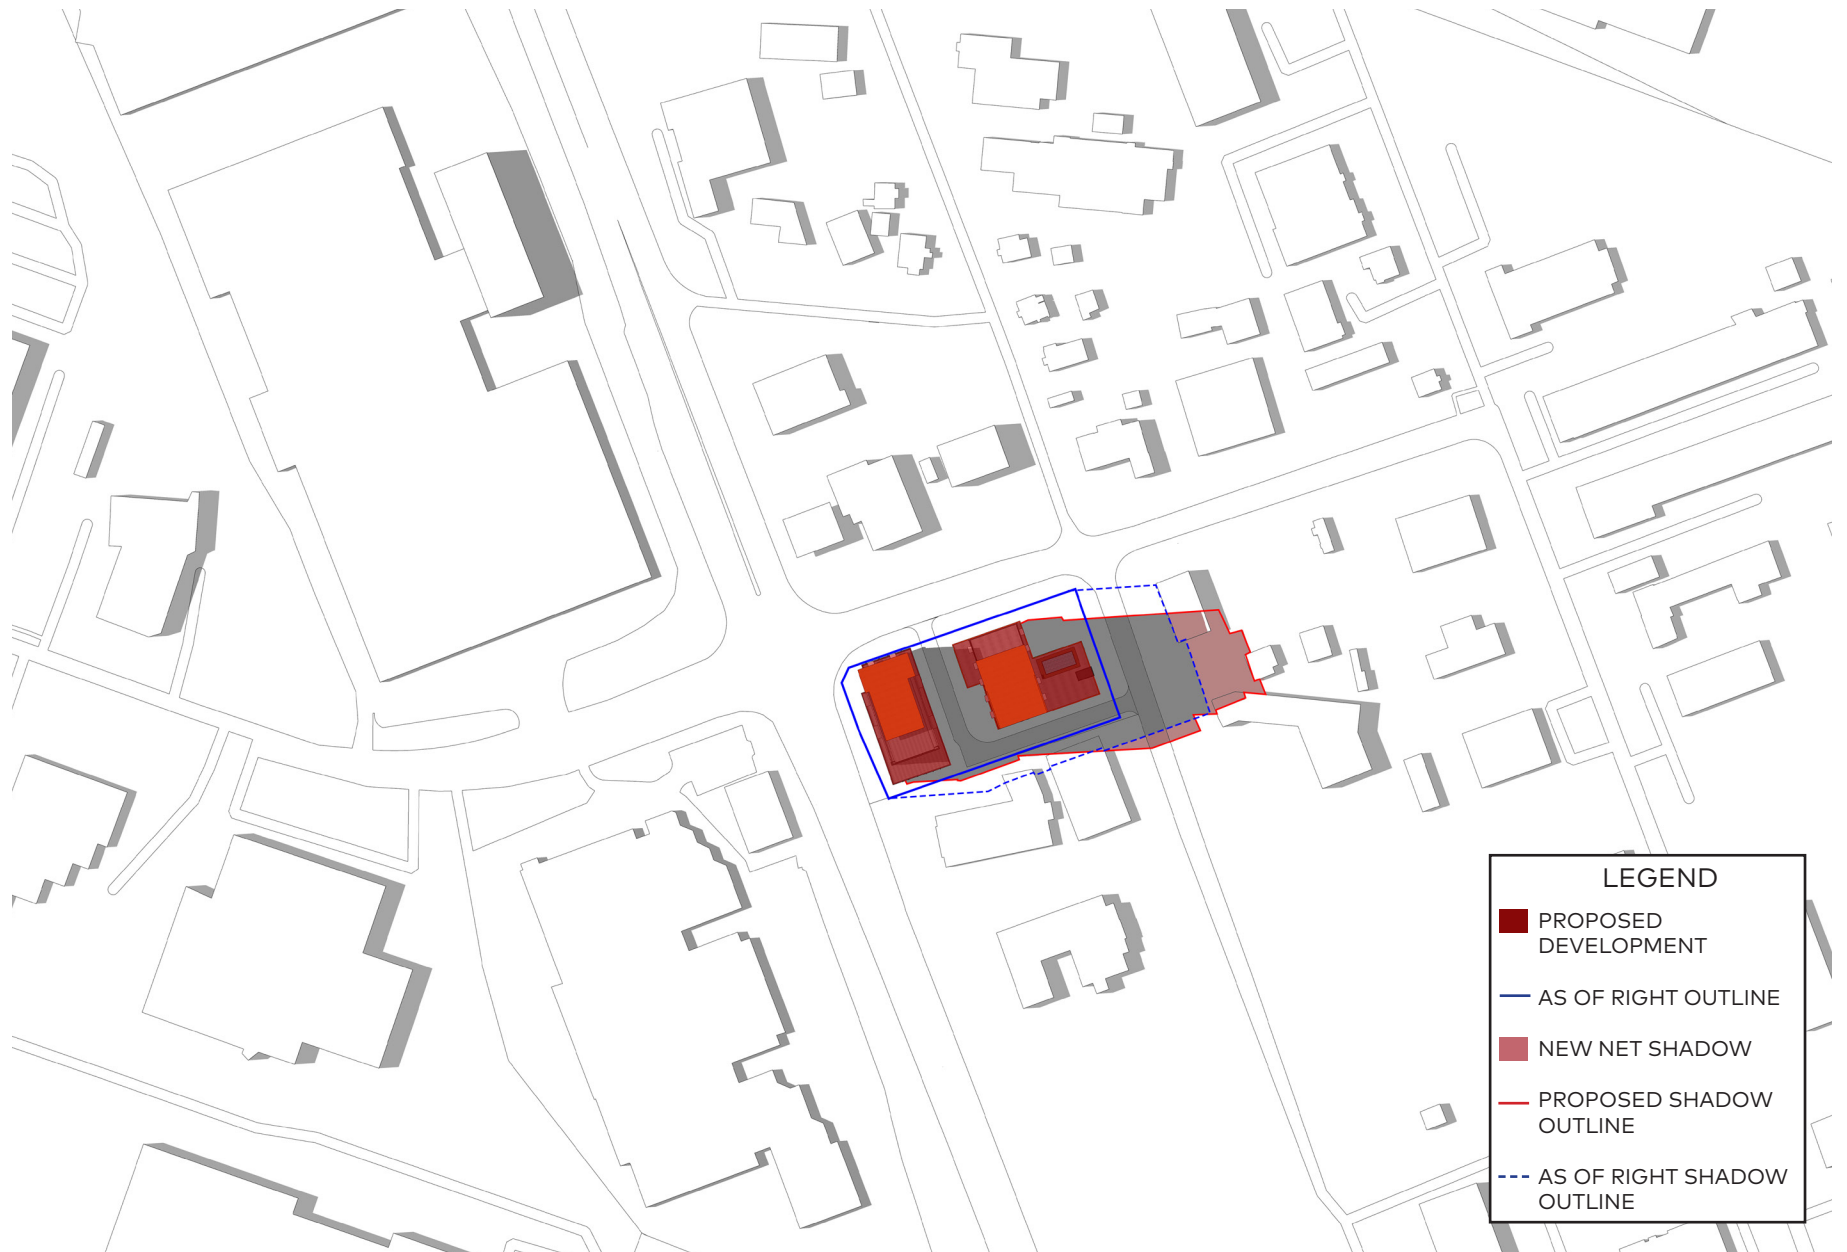 LEGEND
PROPOSED
DEVELOPMENT
AS OF RIGHT OUTLINE
NEW NET SHADOW
PROPOSED SHADOW
OUTLINE
AS OF RIGHT SHADOW
OUTLINE